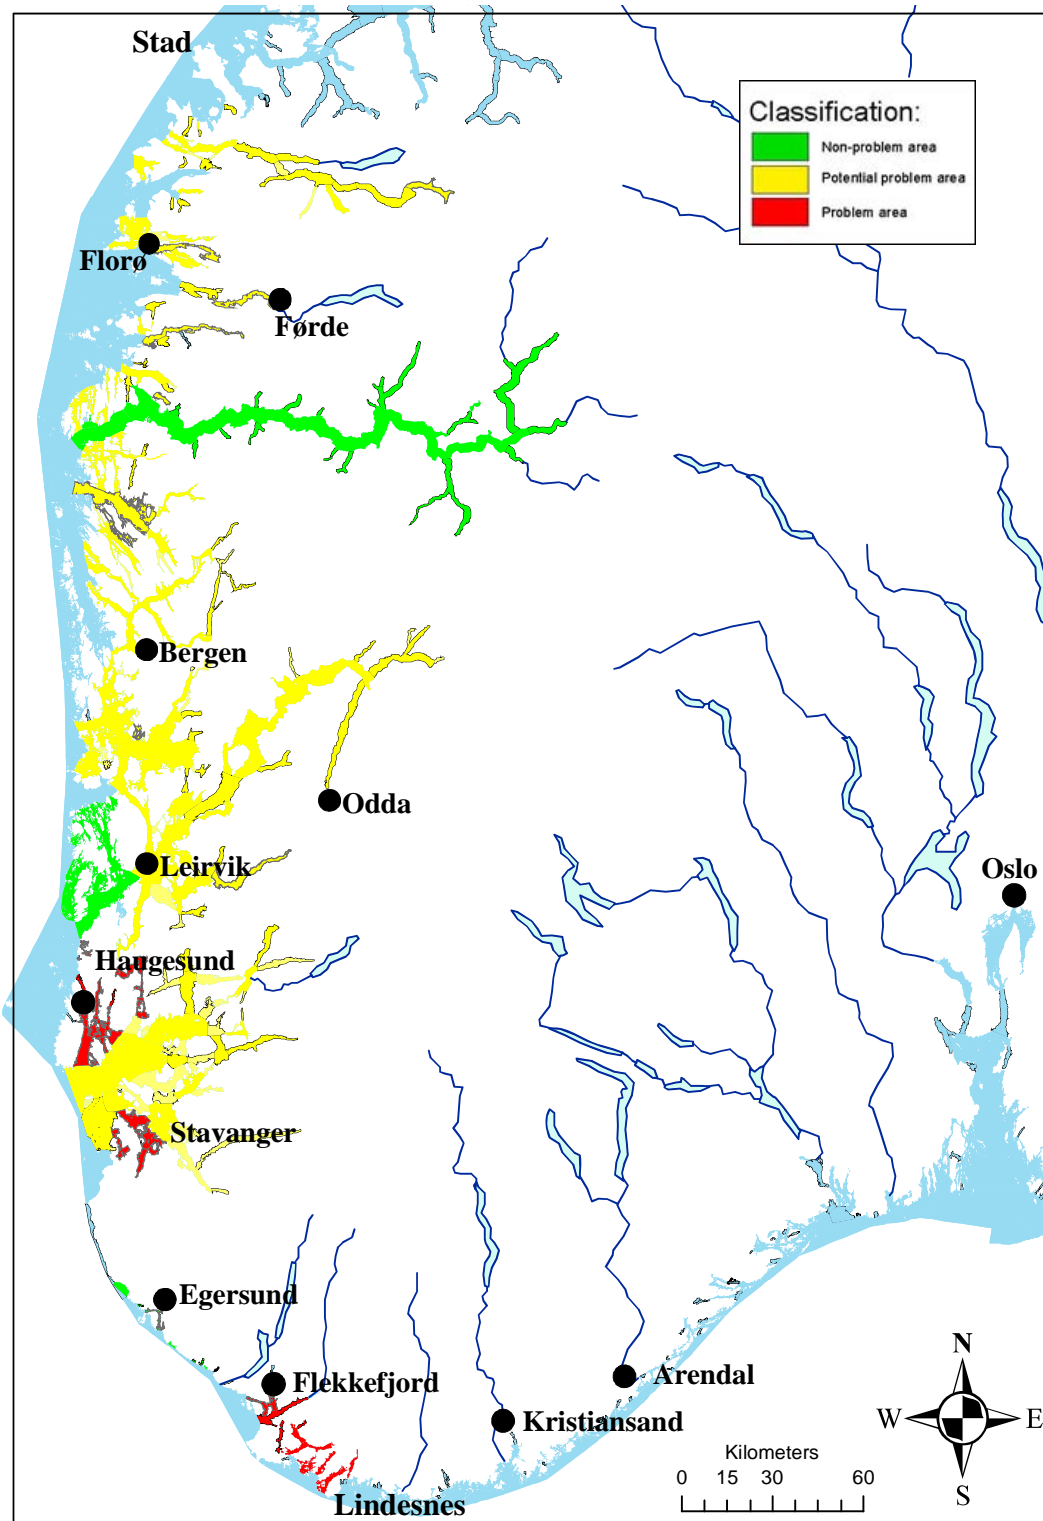 Stad
Classification:
Non-problem area
Potential problem area
Problem area
Florø
Førde
Bergen
Odda
Leirvik
Oslo
Haugesund
Stavanger
Egersund
Flekkefjord
Arendal
Kristiansand
Lindesnes
N
W
E
S
Kilometers
0 15 30 60